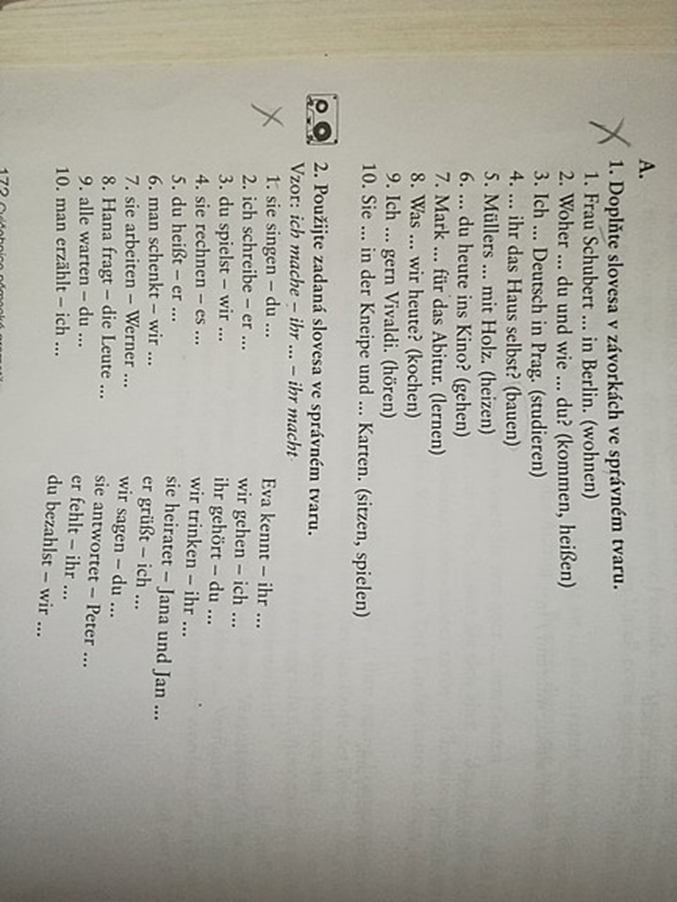 A.
1. Doplňte slovesa v závorkách ve správném tvaru.
1. Frau Schubert ... in Berlin. (wohnen)
2. Woher ... du und wie ... du? (kommen, heißen)
3. Ich ... Deutsch in Prag. (studieren)
4. ... ihr das Haus selbst? (bauen)
5. Müllers ... mit Holz. (heizen)
6. ... du heute ins Kino? (gehen)
7. Mark ... für das Abitur. (lernen)
8. Was ... wir heute? (kochen)
9. Ich ... gern Vivaldi. (hören)
10. Sie ... in der Kneipe und ... Karten. (sitzen, spielen)
2. Použijte zadaná slovesa ve správném tvaru.
Vzor: ich mache – ihr ... – ihr macht
1. sie singen – du ... Eva kennt – ihr ...
2. ich schreibe – er ... wir gehen – ich ...
3. du spielst – wir ... ihr gehört – du ...
4. sie rechnen – es ... wir trinken – ihr ...
5. du heißt – er ... sie heiratet – Jana und Jan ...
6. man schenkt – wir ... er grüßt – ich ...
7. sie arbeiten – Werner ... wir sagen – du ...
8. Hana fragt – die Leute ... sie antwortet – Peter ...
9. alle warten – du ... er fehlt – ihr ...
10. man erzählt – ich ... du bezahlst – wir ...
172